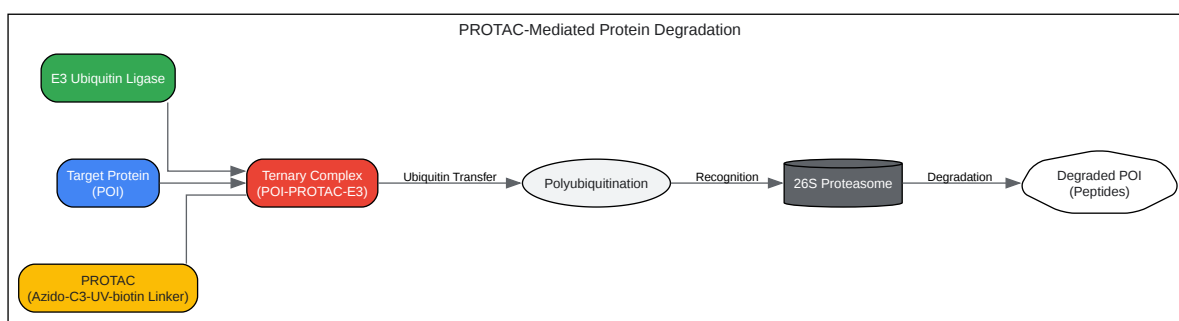 PROTAC-Mediated Protein Degradation
E3 Ubiquitin Ligase
Target Protein
(POI)
PROTAC
(Azido-C3-UV-biotin Linker)
Ternary Complex
(POI-PROTAC-E3)
Ubiquitin Transfer
Polyubiquitination
Recognition
26S Proteasome
Degradation
Degraded POI
(Peptides)